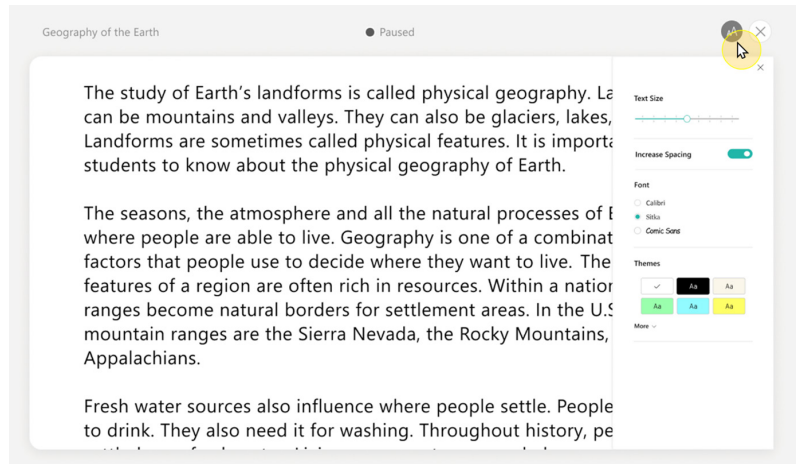 Geography of the Earth
Paused
The study of Earth's landforms is called physical geography. La
can be mountains and valleys. They can also be glaciers, lakes,
Landforms are sometimes called physical features. It is importa
students to know about the physical geography of Earth.
The seasons, the atmosphere and all the natural processes of E
where people are able to live. Geography is one of a combinat
factors that people use to decide where they want to live. The
features of a region are often rich in resources. Within a nation
ranges become natural borders for settlement areas. In the U.S
mountain ranges are the Sierra Nevada, the Rocky Mountains,
Appalachians.
Fresh water sources also influence where people settle. People
to drink. They also need it for washing. Throughout history, pe
Text Size
Increase Spacing
Font
Calibri
Sitka
Comic Sans
Themes
Aa
Aa
Aa
Aa
Aa
More